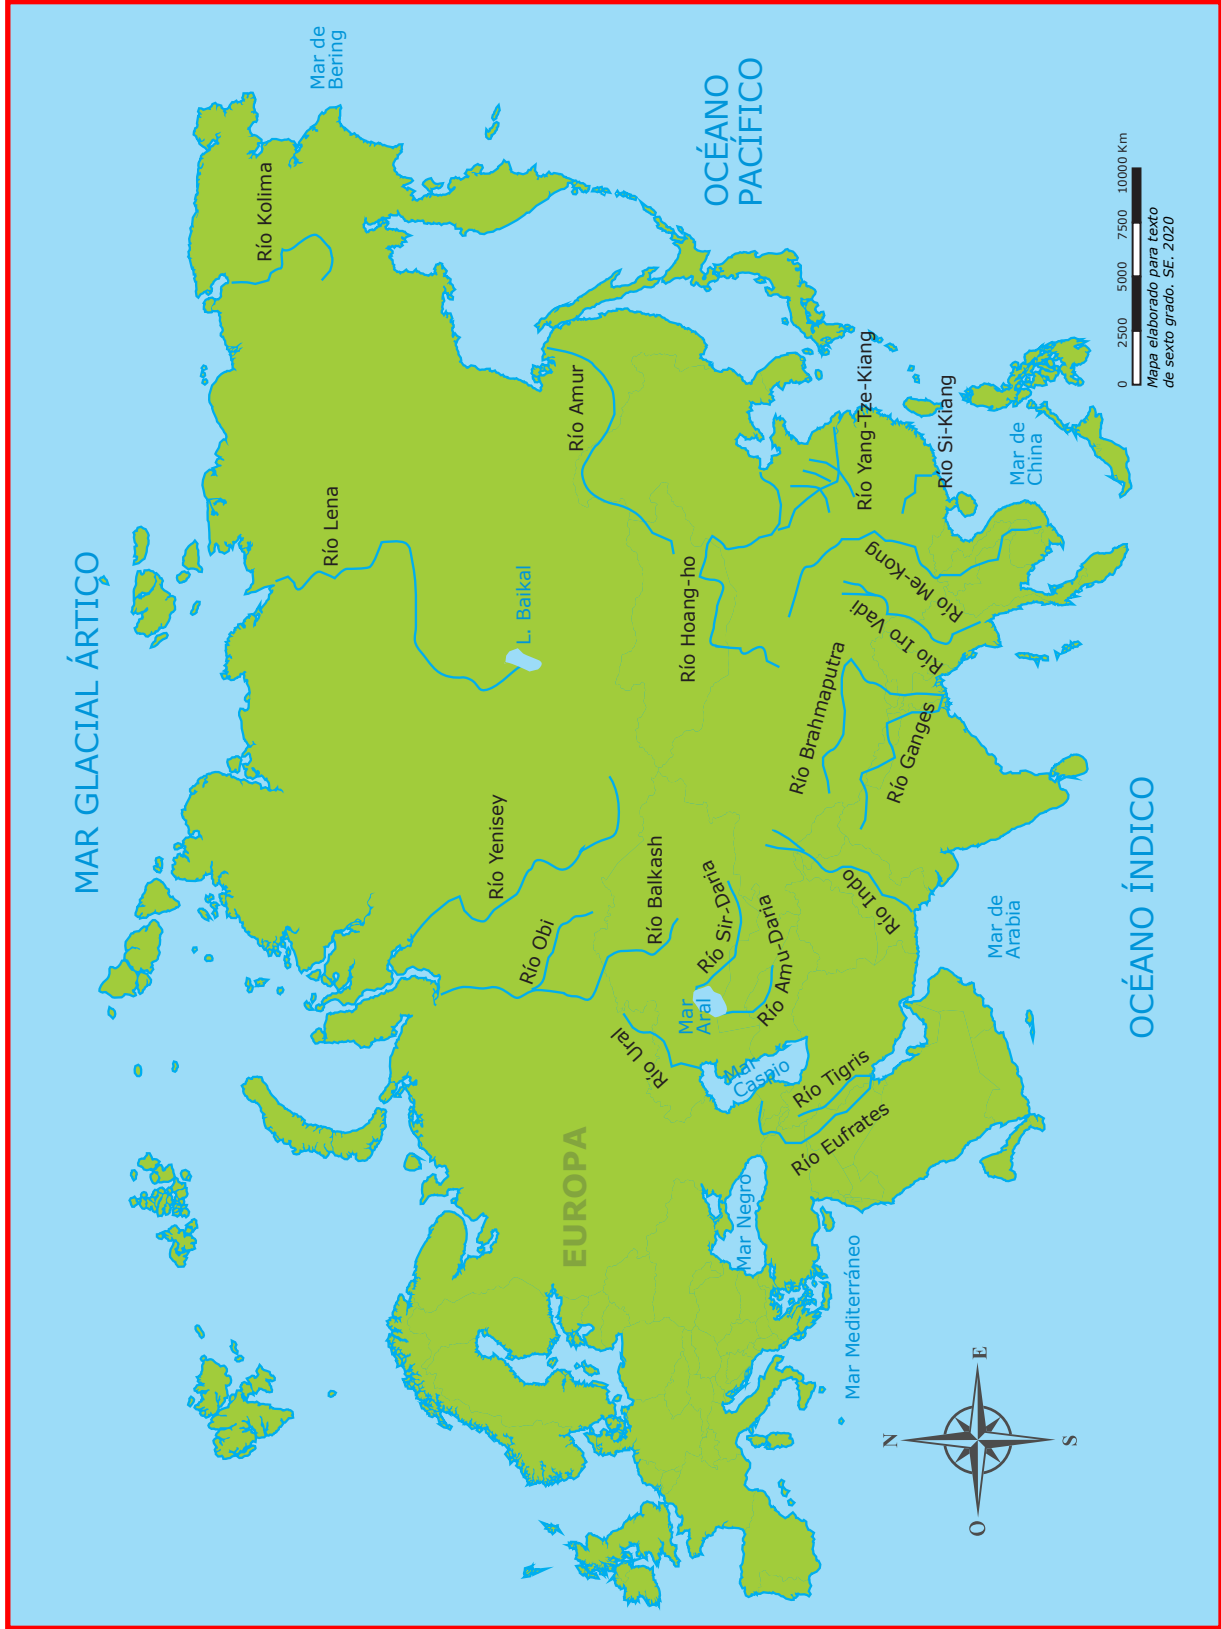 MAR GLACIAL ÁRTICO
Mar de
Bering
Río Kolima
Río Lena
L. Baikal
Río Yenisey
Río Obi
Río Amur
OCÉANO
PACÍFICO
EUROPA
Río Ural
Río Balkash
Mar
Aral
Río Sir-Daria
Río Amu-Daria
Río Hoang-ho
Mar
Caspio
Mar Negro
Río Tigris
Río Eufrates
Mar Mediterráneo
Río Indo
Río Brahmaputra
Río Ganges
Río Iro Vadi
Río Me-Kong
Río Yang-Tze-Kiang
Río Si-Kiang
Mar de
China
Mar de
Arabia
OCÉANO ÍNDICO
N
O
E
S
0 2500 5000 7500 10000 Km
Mapa elaborado para texto
de sexto grado. SE. 2020